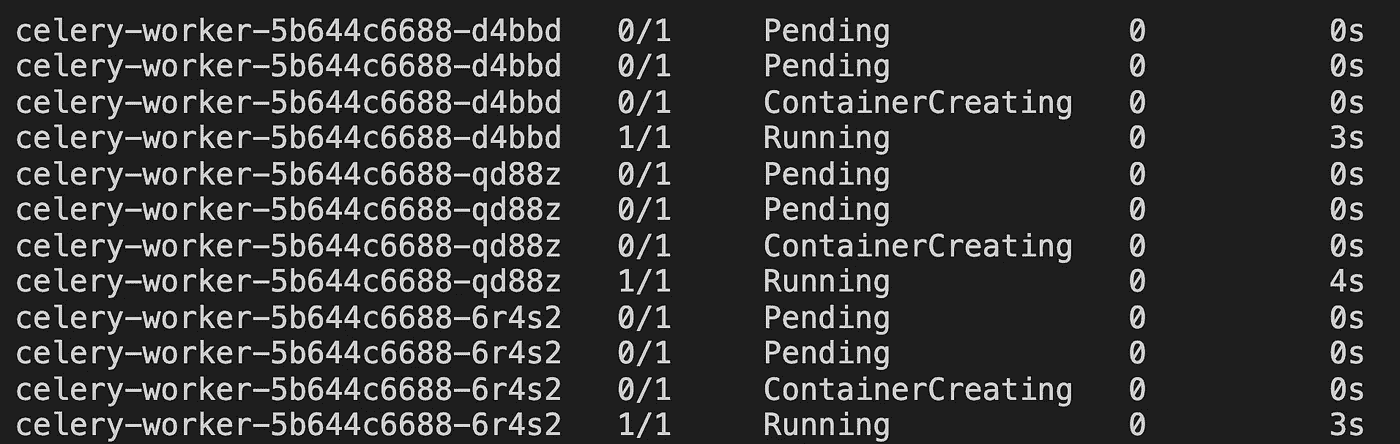 celery-worker-5b644c6688-d4bbd 0/1 Pending 0 0s
celery-worker-5b644c6688-d4bbd 0/1 Pending 0 0s
celery-worker-5b644c6688-d4bbd 0/1 ContainerCreating 0 0s
celery-worker-5b644c6688-d4bbd 1/1 Running 0 3s
celery-worker-5b644c6688-qd88z 0/1 Pending 0 0s
celery-worker-5b644c6688-qd88z 0/1 Pending 0 0s
celery-worker-5b644c6688-qd88z 0/1 ContainerCreating 0 0s
celery-worker-5b644c6688-qd88z 1/1 Running 0 4s
celery-worker-5b644c6688-6r4s2 0/1 Pending 0 0s
celery-worker-5b644c6688-6r4s2 0/1 Pending 0 0s
celery-worker-5b644c6688-6r4s2 0/1 ContainerCreating 0 0s
celery-worker-5b644c6688-6r4s2 1/1 Running 0 3s